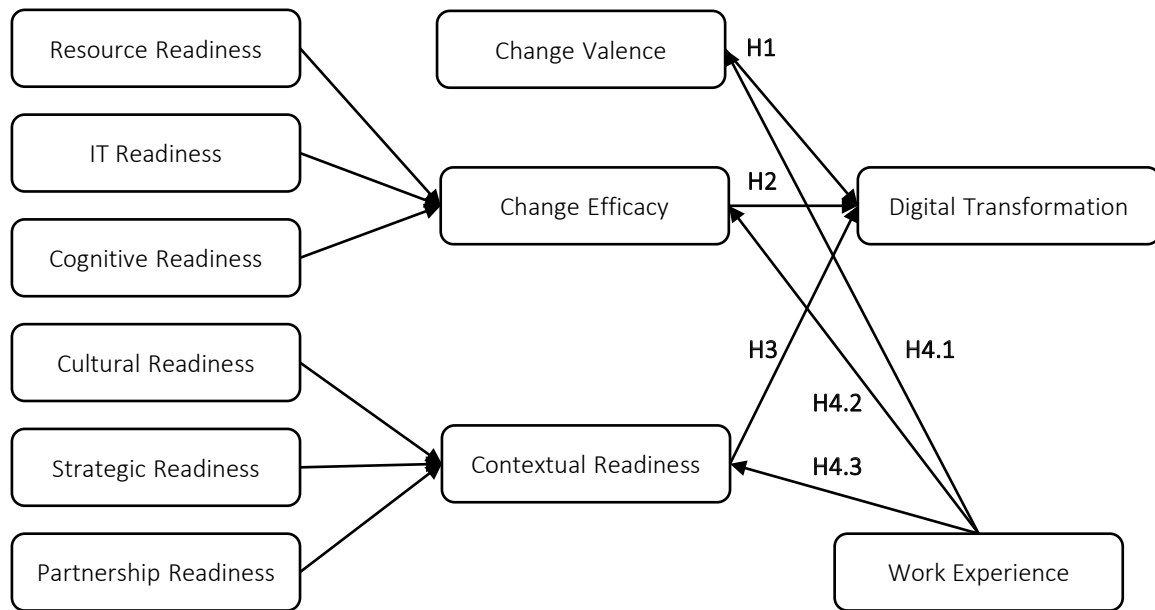 Resource Readiness
Change Valence
H1
IT Readiness
H2
Change Efficacy
Digital Transformation
Cognitive Readiness
Cultural Readiness
H3
H4.1
H4.2
Strategic Readiness
Contextual Readiness
H4.3
Partnership Readiness
Work Experience